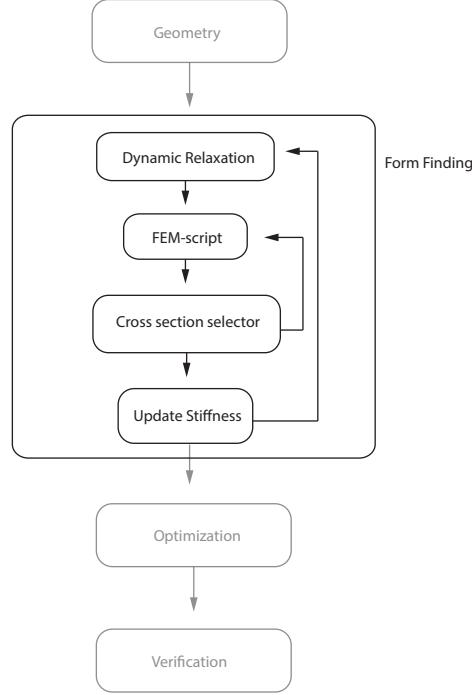 Geometry
Dynamic Relaxation
Form Finding
FEM-script
Cross section selector
Update Stiffness
Optimization
Verification